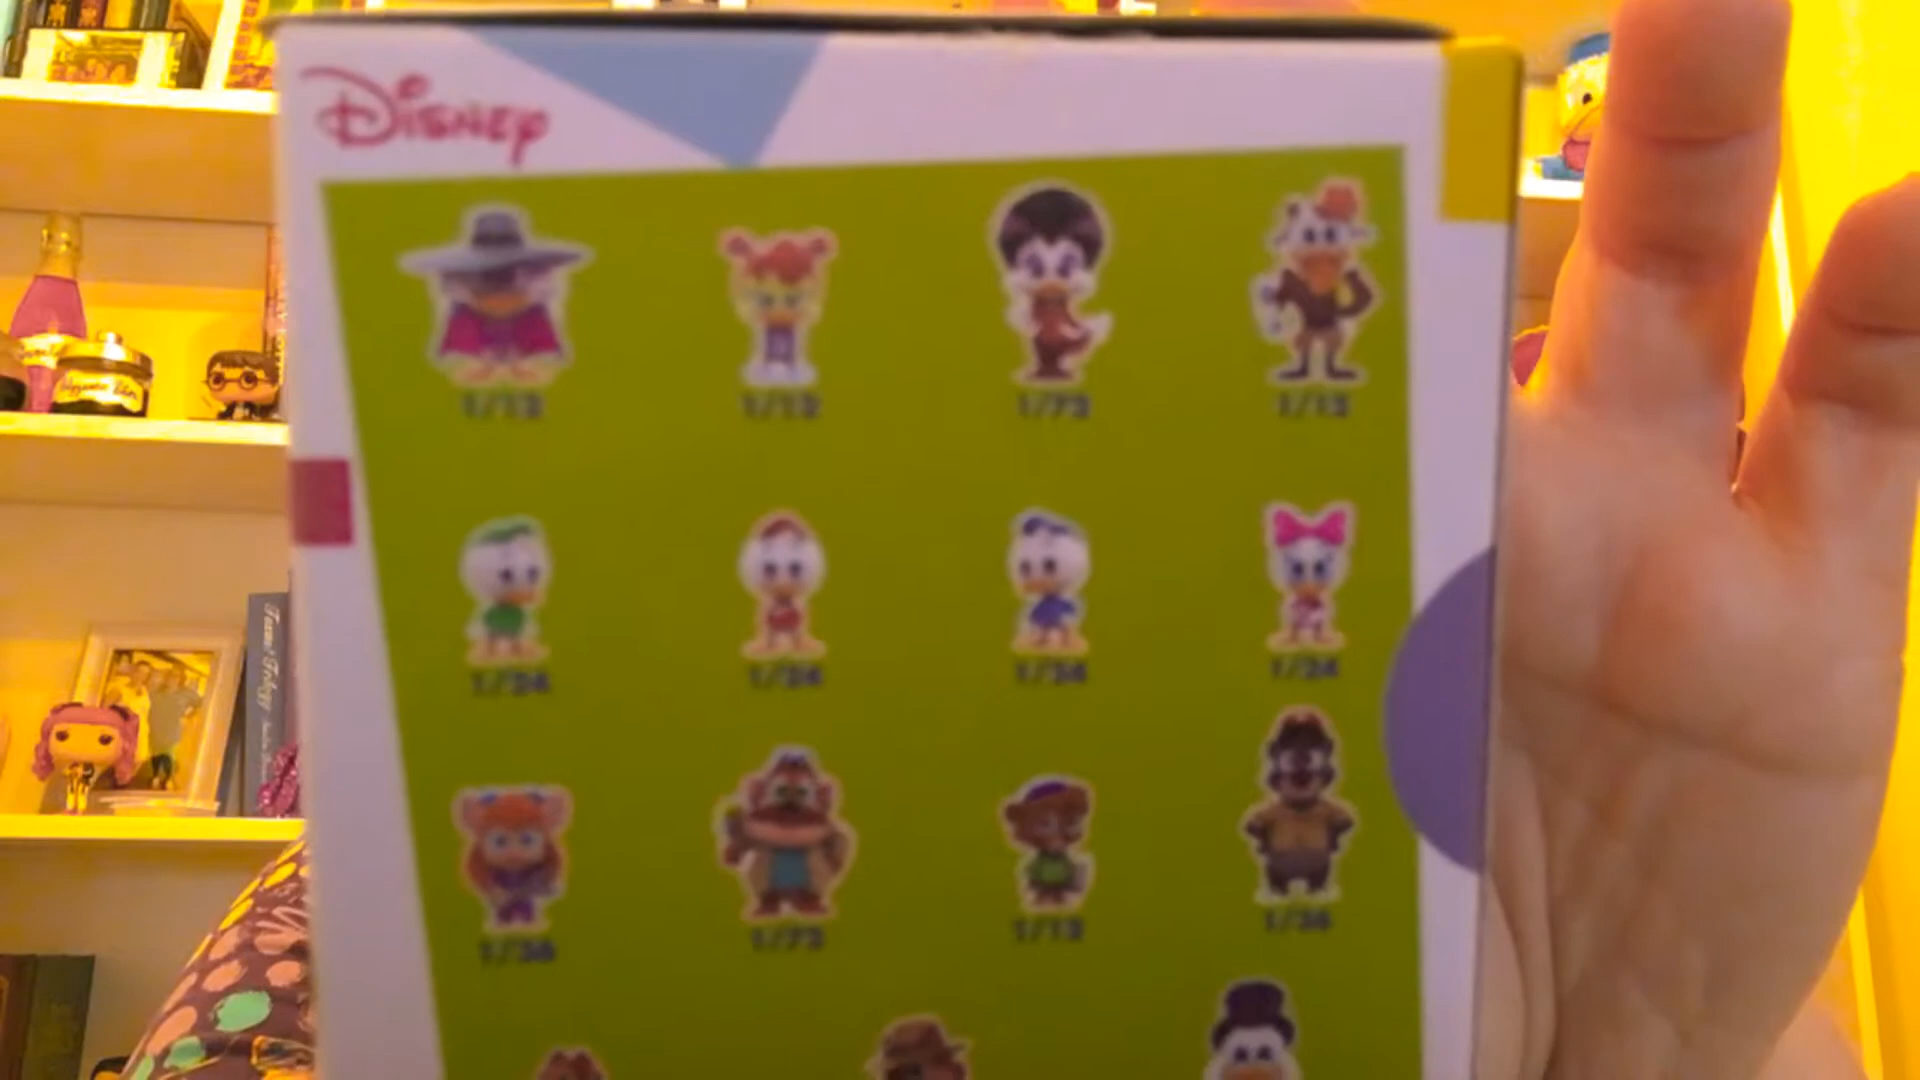 Disney
1/12 1/12 1/72 1/12
1/24 1/24 1/24 1/24
1/36 1/72 1/12 1/36